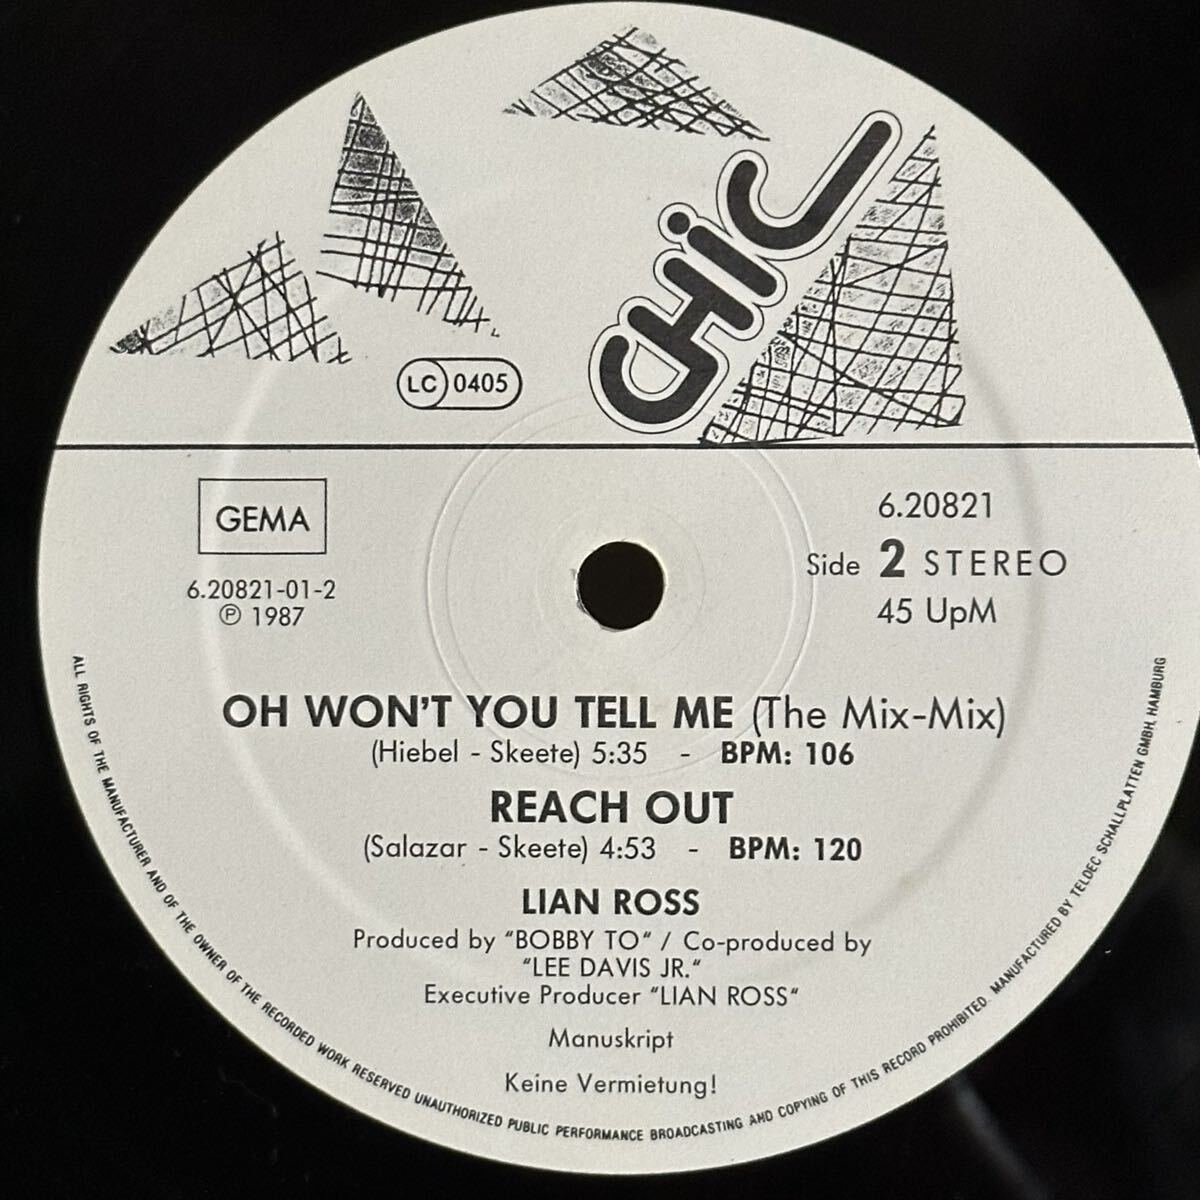 CHIC
LC 0405
GEMA
6.20821-01-2
℗ 1987
6.20821
Side 2 STEREO
45 UpM
OH WON'T YOU TELL ME (The Mix-Mix)
(Hiebel - Skeete) 5:35 - BPM: 106
REACH OUT
(Salazar - Skeete) 4:53 - BPM: 120
LIAN ROSS
Produced by "BOBBY TO" / Co-produced by
"LEE DAVIS JR."
Executive Producer "LIAN ROSS"
Manuskript
Keine Vermietung!
ALL RIGHTS OF THE MANUFACTURER AND OF THE OWNER OF THE RECORDED WORK RESERVED UNAUTHORIZED PUBLIC PERFORMANCE BROADCASTING AND COPYING OF THIS RECORD PROHIBITED. MANUFACTURED BY TELDEC SCHALLPLATTEN GMBH, HAMBURG